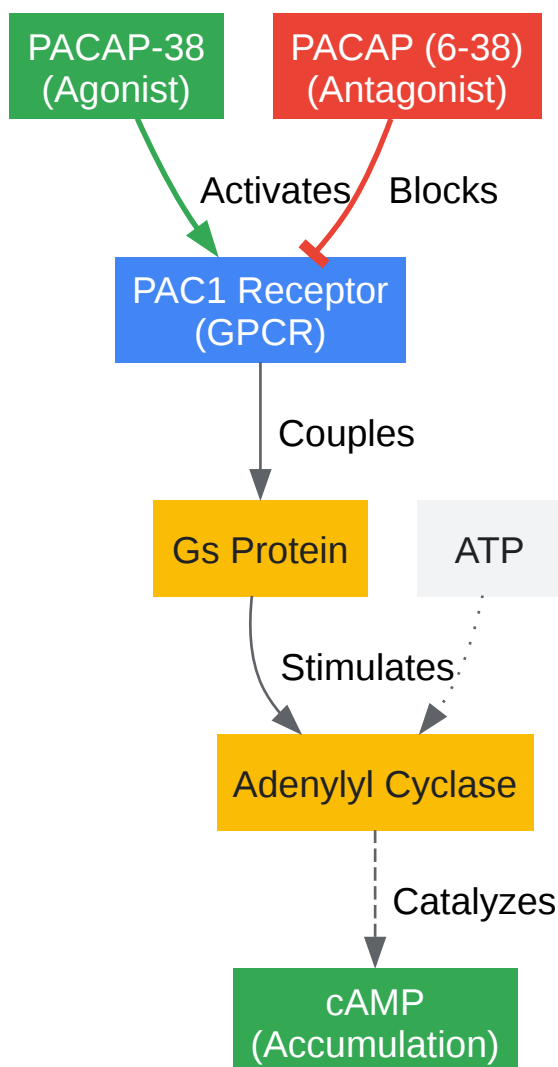 PACAP-38
(Agonist)
PACAP (6-38)
(Antagonist)
Activates
Blocks
PAC1 Receptor
(GPCR)
Couples
Gs Protein
ATP
Stimulates
Adenylyl Cyclase
Catalyzes
cAMP
(Accumulation)